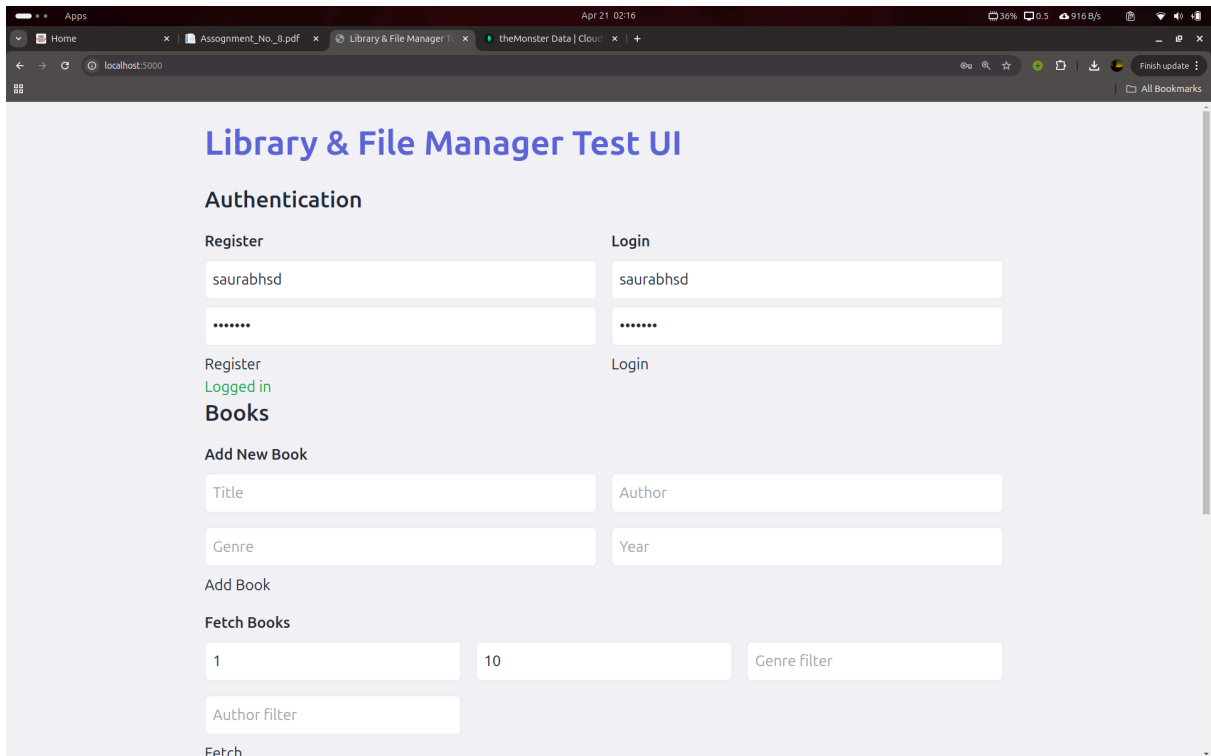 Apps Apr 21 02:16 36% 0.5 916 B/s
Home Assognment_No._8.pdf Library & File Manager Te theMonster Data | Cloud
localhost:5000 Finish update
All Bookmarks
Library & File Manager Test UI
Authentication
Register Login
saurabhsd saurabhsd
••••••• •••••••
Register Login
Logged in
Books
Add New Book
Title Author
Genre Year
Add Book
Fetch Books
1 10 Genre filter
Author filter
Fetch